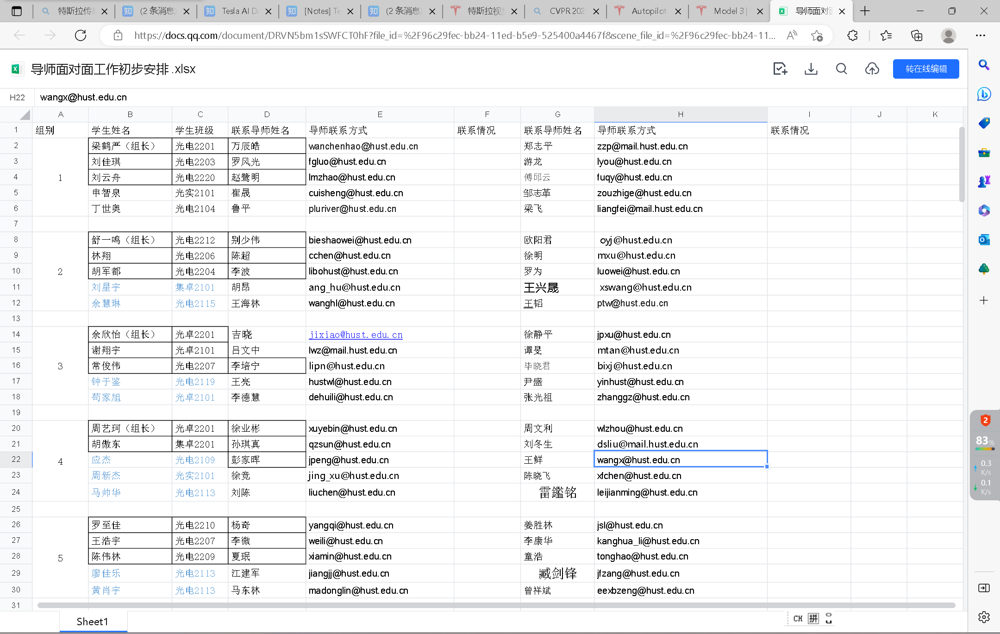 特斯拉传 (2 条消息 Tesla AI DA [Notes] Te (2 条消息 特斯拉视觉 CVPR 202 Autopilot Model 3 | 导师面对面
https://docs.qq.com/document/DRVN5bm1sSWFCT0hF?file_id=%2F96c29fec-bb24-11ed-b5e9-525400a4467f&scene_file_id=%2F96c29fec-bb24-11...
导师面对面工作初步安排 .xlsx 转在线编辑
H22 wangx@hust.edu.cn
A B C D E F G H I J K
1 组别 学生姓名 学生班级 联系导师姓名 导师联系方式 联系情况 联系导师姓名 导师联系方式 联系情况
2 梁鹤严（组长） 光电2201 万辰皓 wanchenhao@hust.edu.cn 郑志平 zzp@mail.hust.edu.cn
3 刘佳琪 光电2203 罗风光 fgluo@hust.edu.cn 游龙 lyou@hust.edu.cn
4 1 刘云舟 光电2220 赵鹭明 lmzhao@hust.edu.cn 傅邱云 fuqy@hust.edu.cn
5 申智泉 光实2101 崔晟 cuisheng@hust.edu.cn 邹志革 zouzhige@hust.edu.cn
6 丁世奥 光电2104 鲁平 pluriver@hust.edu.cn 梁飞 liangfei@mail.hust.edu.cn
7
8 舒一鸣（组长） 光电2212 别少伟 bieshaowei@hust.edu.cn 欧阳君 oyj@hust.edu.cn
9 林翔 光电2206 陈超 cchen@hust.edu.cn 徐明 mxu@hust.edu.cn
10 2 胡军都 光电2204 李波 libohust@hust.edu.cn 罗为 luowei@hust.edu.cn
11 刘星宇 集卓2101 胡昂 ang_hu@hust.edu.cn 王兴晟 xswang@hust.edu.cn
12 余慧琳 光电2115 王海林 wanghl@hust.edu.cn 王韬 ptw@hust.edu.cn
13
14 余欣怡（组长） 光卓2201 吉晓 jixiao@hust.edu.cn 徐静平 jpxu@hust.edu.cn
15 谢翔宇 光卓2101 吕文中 lwz@mail.hust.edu.cn 谭旻 mtan@hust.edu.cn
16 3 常俊伟 光电2207 李培宁 lipn@hust.edu.cn 毕晓君 bixj@hust.edu.cn
17 钟于鉴 光电2119 王亮 hustwl@hust.edu.cn 尹盛 yinhust@hust.edu.cn
18 苟家旭 光卓2101 李德慧 dehuili@hust.edu.cn 张光祖 zhanggz@hust.edu.cn
19
20 周艺珂（组长） 光卓2201 徐业彬 xuyebin@hust.edu.cn 周文利 wlzhou@hust.edu.cn
21 胡傲东 集卓2201 孙琪真 qzsun@hust.edu.cn 刘冬生 dsliu@mail.hust.edu.cn
22 4 应杰 光电2109 彭家晖 jpeng@hust.edu.cn 王鲜 wangx@hust.edu.cn
23 周新杰 光实2101 徐竞 jing_xu@hust.edu.cn 陈晓飞 xfchen@hust.edu.cn
24 马帅华 光电2113 刘陈 liuchen@hust.edu.cn 雷鑑铭 leijianming@hust.edu.cn
25
26 罗至佳 光电2210 杨奇 yangqi@hust.edu.cn 姜胜林 jsl@hust.edu.cn
27 王浩宇 光电2207 李微 weili@hust.edu.cn 李康华 kanghua_li@hust.edu.cn
28 5 陈伟林 光电2209 夏珉 xiamin@hust.edu.cn 童浩 tonghao@hust.edu.cn
29 廖佳乐 光电2113 江建军 jiangjj@hust.edu.cn 臧剑锋 jfzang@hust.edu.cn
30 黄肖宇 光电2113 马东林 madonglin@hust.edu.cn 曾祥斌 eexbzeng@hust.edu.cn
31
Sheet1
CH 拼
2
83%
0.3
K/s
0.1
K/s